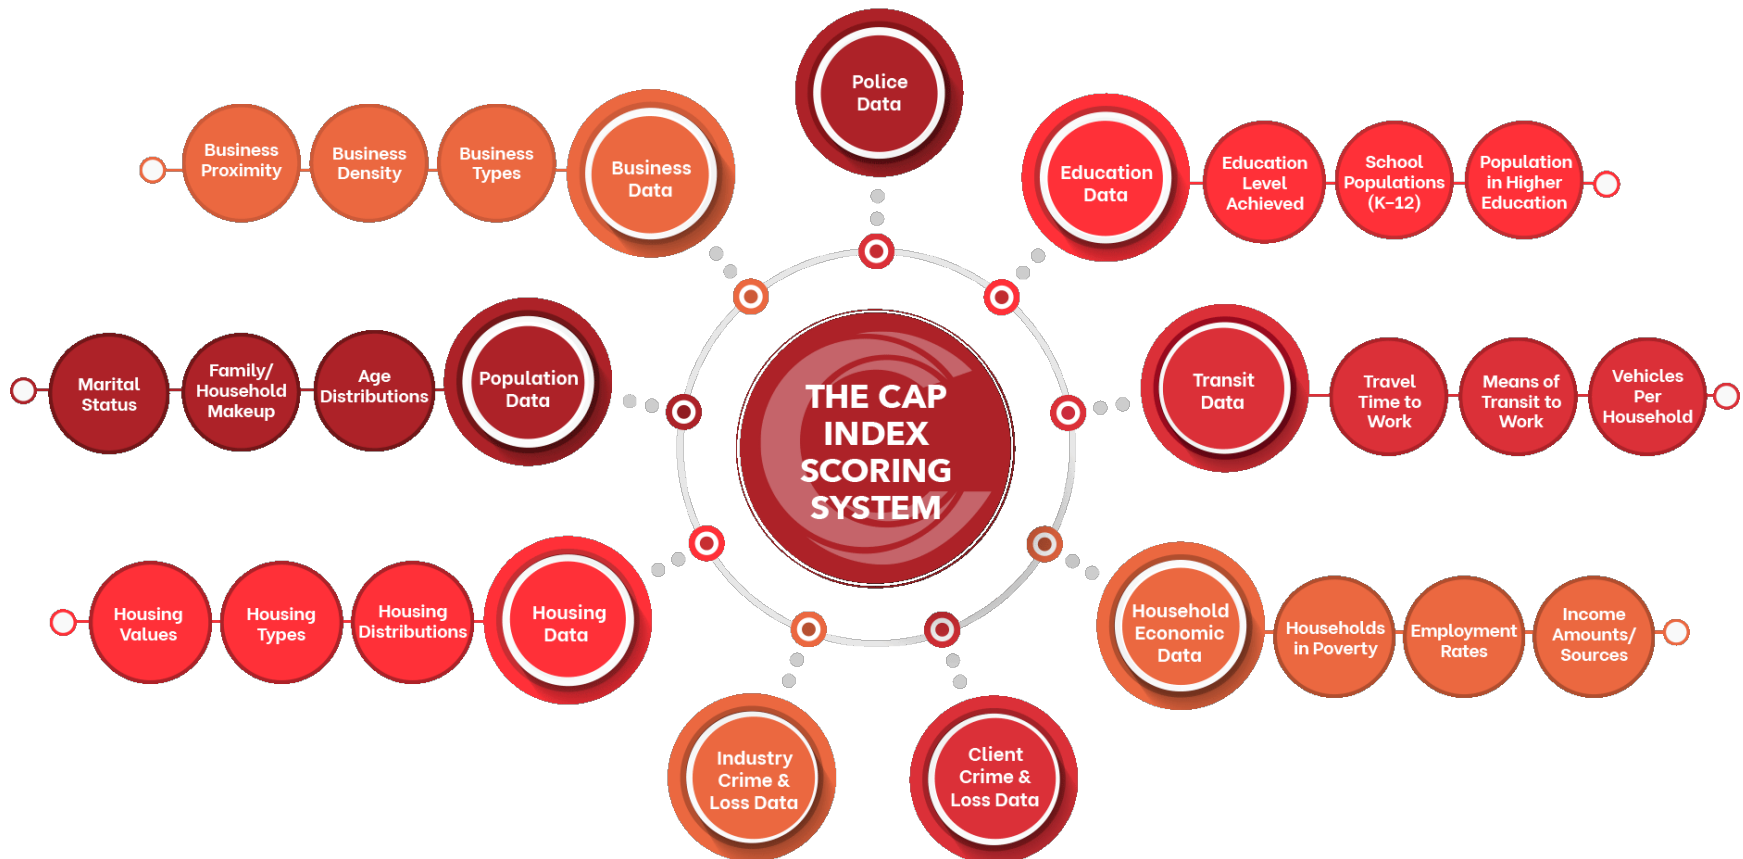 Police
Data
Business
Proximity
Business
Density
Business
Types
Business
Data
Education
Data
Education
Level
Achieved
School
Populations
(K–12)
Population
in Higher
Education
Marital
Status
Family/
Household
Makeup
Age
Distributions
Population
Data
THE CAP
INDEX
SCORING
SYSTEM
Transit
Data
Travel
Time to
Work
Means of
Transit to
Work
Vehicles
Per
Household
Housing
Values
Housing
Types
Housing
Distributions
Housing
Data
Household
Economic
Data
Households
in Poverty
Employment
Rates
Income
Amounts/
Sources
Industry
Crime &
Loss Data
Client
Crime &
Loss Data